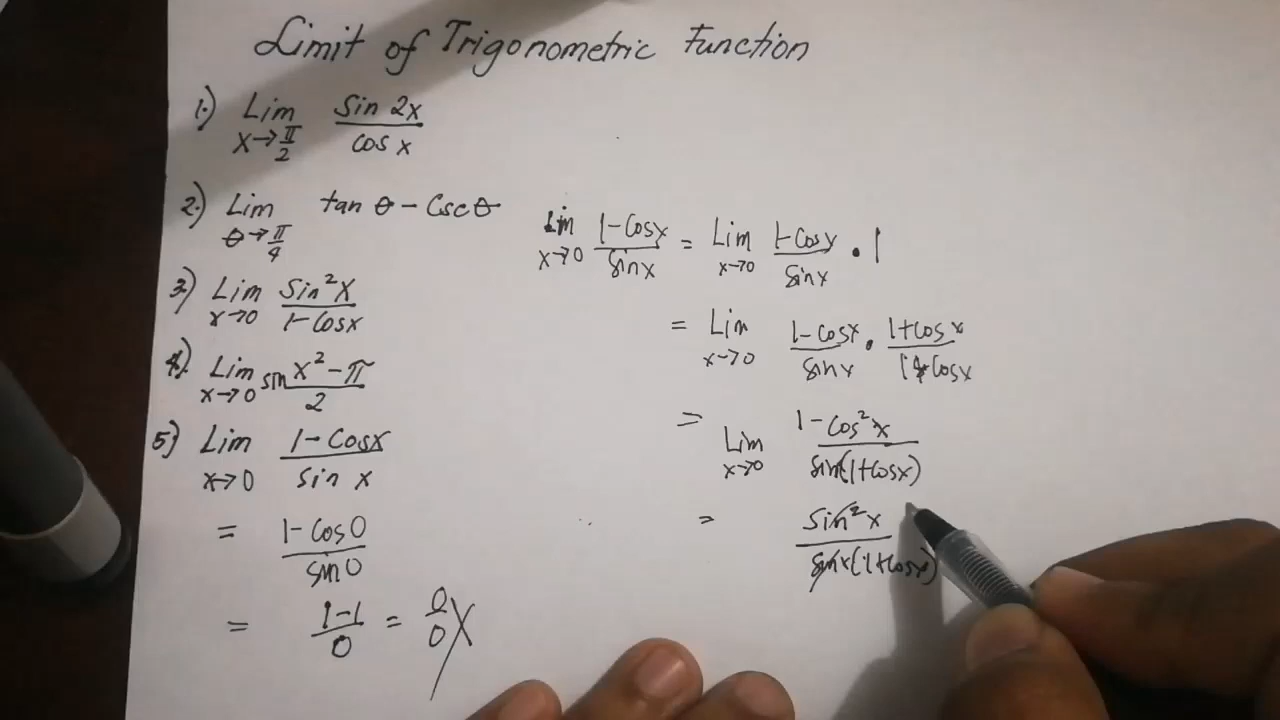 Limit of Trigonometric Function
1.) Lim x→π/2 sin 2x / cos x
2.) Lim θ→π/4 tan θ - Csc θ
3.) Lim x→0 Sin²x / 1-Cosx
4.) Lim x→0 sin x²-π / 2
5.) Lim x→0 1-Cosx / sin x
= 1-cos0 / sin0
= 1-1 / 0 = 0/0 X
Lim x→0 1-Cosx / sinx = Lim x→0 1-Cosx / sinx · 1
= Lim x→0 1-Cosx / sinx · 1+Cosx / 1+Cosx
= Lim x→0 1-Cos²x / sin(1+cosx)
= Sin²x / sinx(1+cosx)